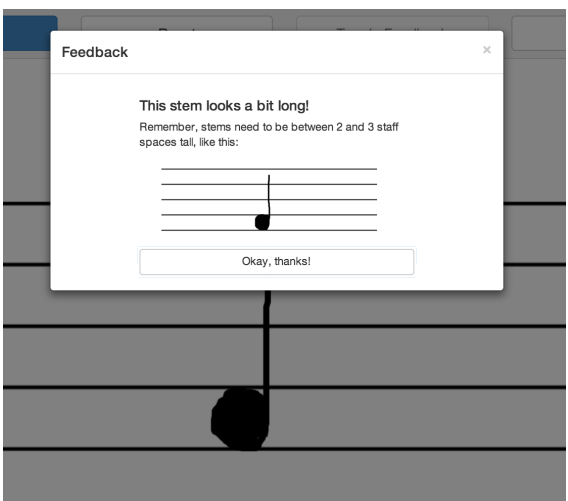 Feedback
×
This stem looks a bit long!
Remember, stems need to be between 2 and 3 staff
spaces tall, like this:
Okay, thanks!